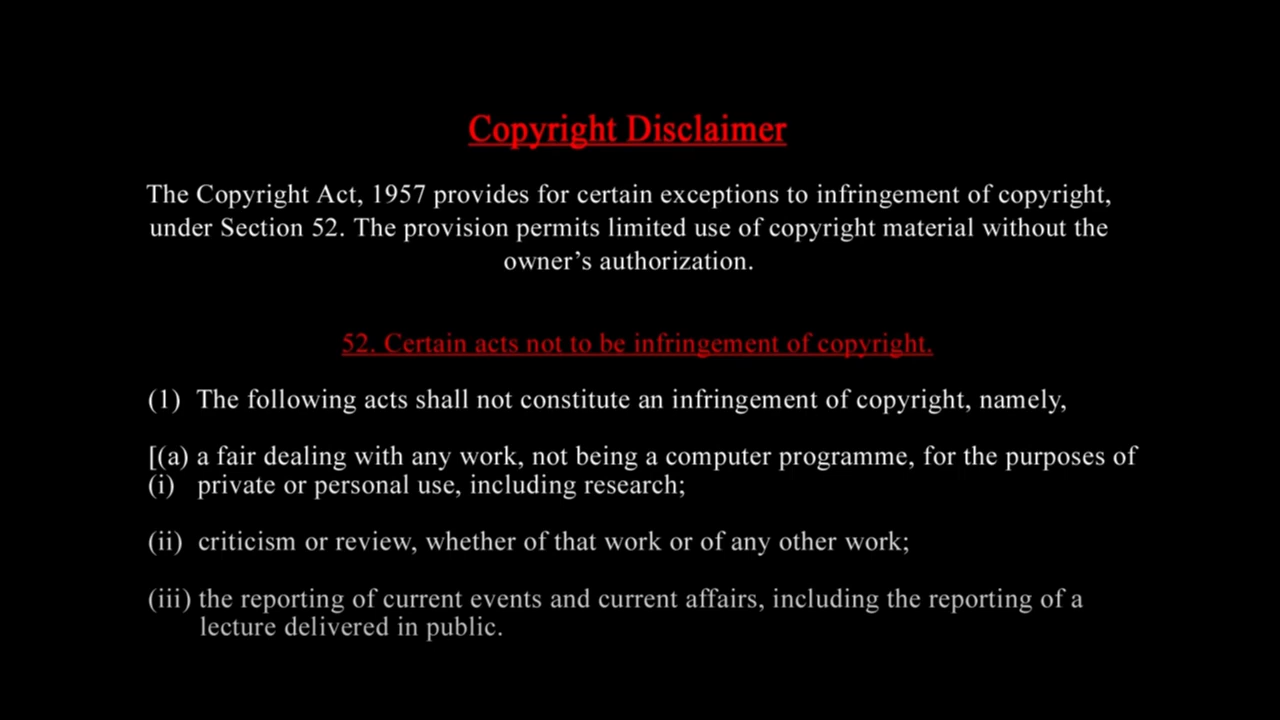 Copyright Disclaimer
The Copyright Act, 1957 provides for certain exceptions to infringement of copyright,
under Section 52. The provision permits limited use of copyright material without the
owner’s authorization.
52. Certain acts not to be infringement of copyright.
(1) The following acts shall not constitute an infringement of copyright, namely,
[(a) a fair dealing with any work, not being a computer programme, for the purposes of
(i) private or personal use, including research;
(ii) criticism or review, whether of that work or of any other work;
(iii) the reporting of current events and current affairs, including the reporting of a
lecture delivered in public.